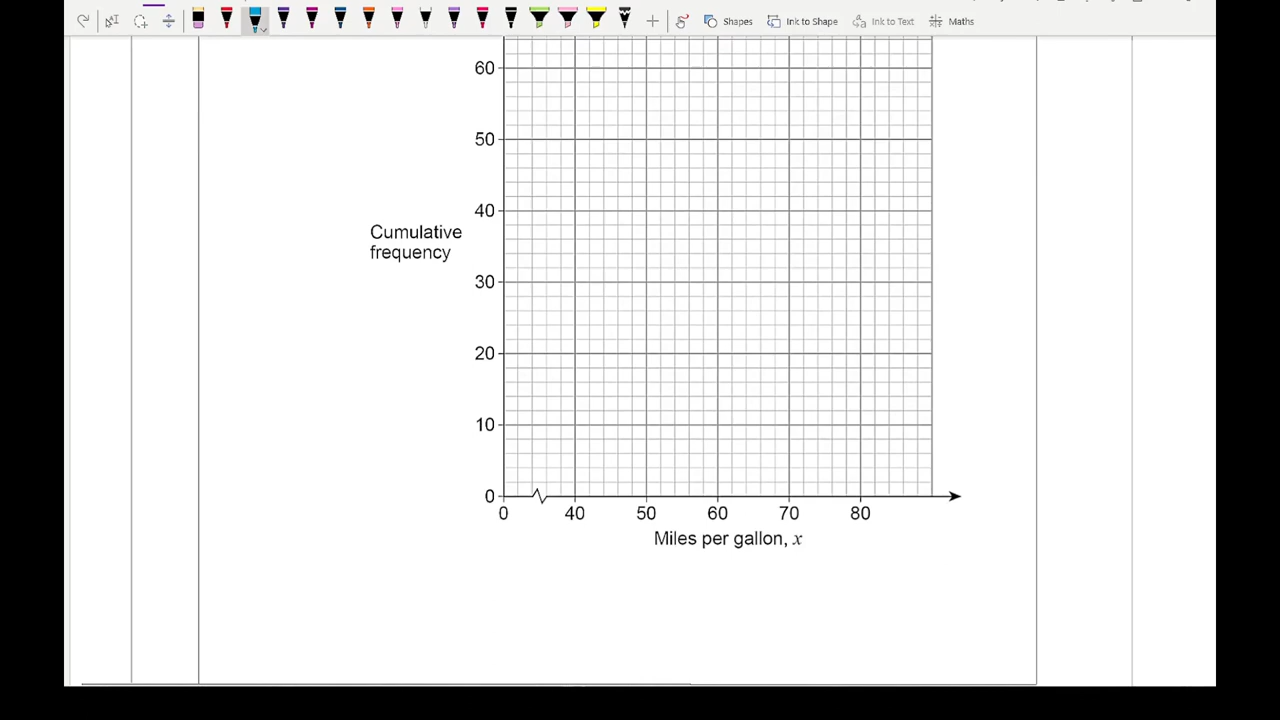 Shapes Ink to Shape Ink to Text Maths
60
50
40
Cumulative
frequency
30
20
10
0
0 40 50 60 70 80
Miles per gallon, x